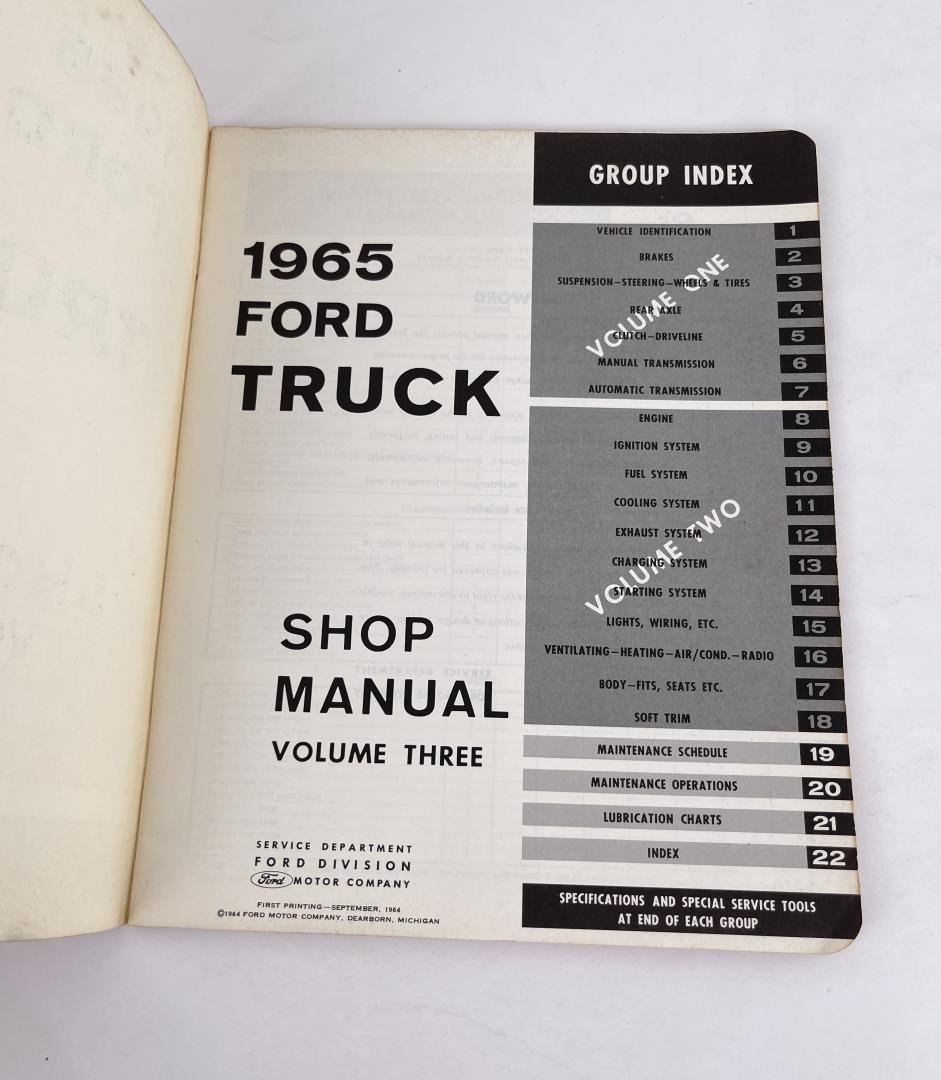 1965
FORD
TRUCK
SHOP
MANUAL
VOLUME THREE
SERVICE DEPARTMENT
FORD DIVISION
Ford MOTOR COMPANY
FIRST PRINTING—SEPTEMBER, 1964
©1964 FORD MOTOR COMPANY, DEARBORN, MICHIGAN
GROUP INDEX
VEHICLE IDENTIFICATION 1
BRAKES 2
SUSPENSION—STEERING—WHEELS & TIRES 3
REAR AXLE 4
CLUTCH—DRIVELINE 5
MANUAL TRANSMISSION 6
AUTOMATIC TRANSMISSION 7
VOLUME ONE
ENGINE 8
IGNITION SYSTEM 9
FUEL SYSTEM 10
COOLING SYSTEM 11
EXHAUST SYSTEM 12
CHARGING SYSTEM 13
STARTING SYSTEM 14
LIGHTS, WIRING, ETC. 15
VENTILATING—HEATING—AIR/COND.—RADIO 16
BODY—FITS, SEATS ETC. 17
SOFT TRIM 18
VOLUME TWO
MAINTENANCE SCHEDULE 19
MAINTENANCE OPERATIONS 20
LUBRICATION CHARTS 21
INDEX 22
SPECIFICATIONS AND SPECIAL SERVICE TOOLS
AT END OF EACH GROUP